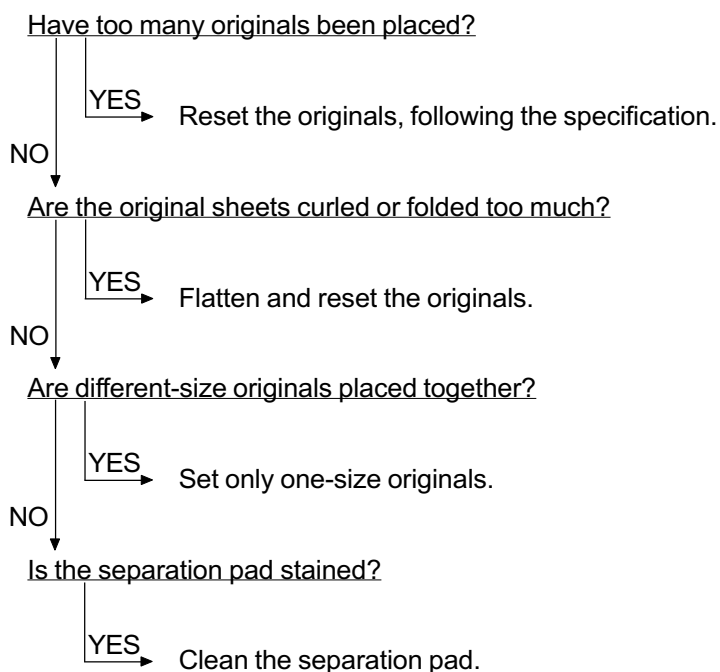 Have too many originals been placed?
YES
Reset the originals, following the specification.
NO
Are the original sheets curled or folded too much?
YES
Flatten and reset the originals.
NO
Are different-size originals placed together?
YES
Set only one-size originals.
NO
Is the separation pad stained?
YES
Clean the separation pad.